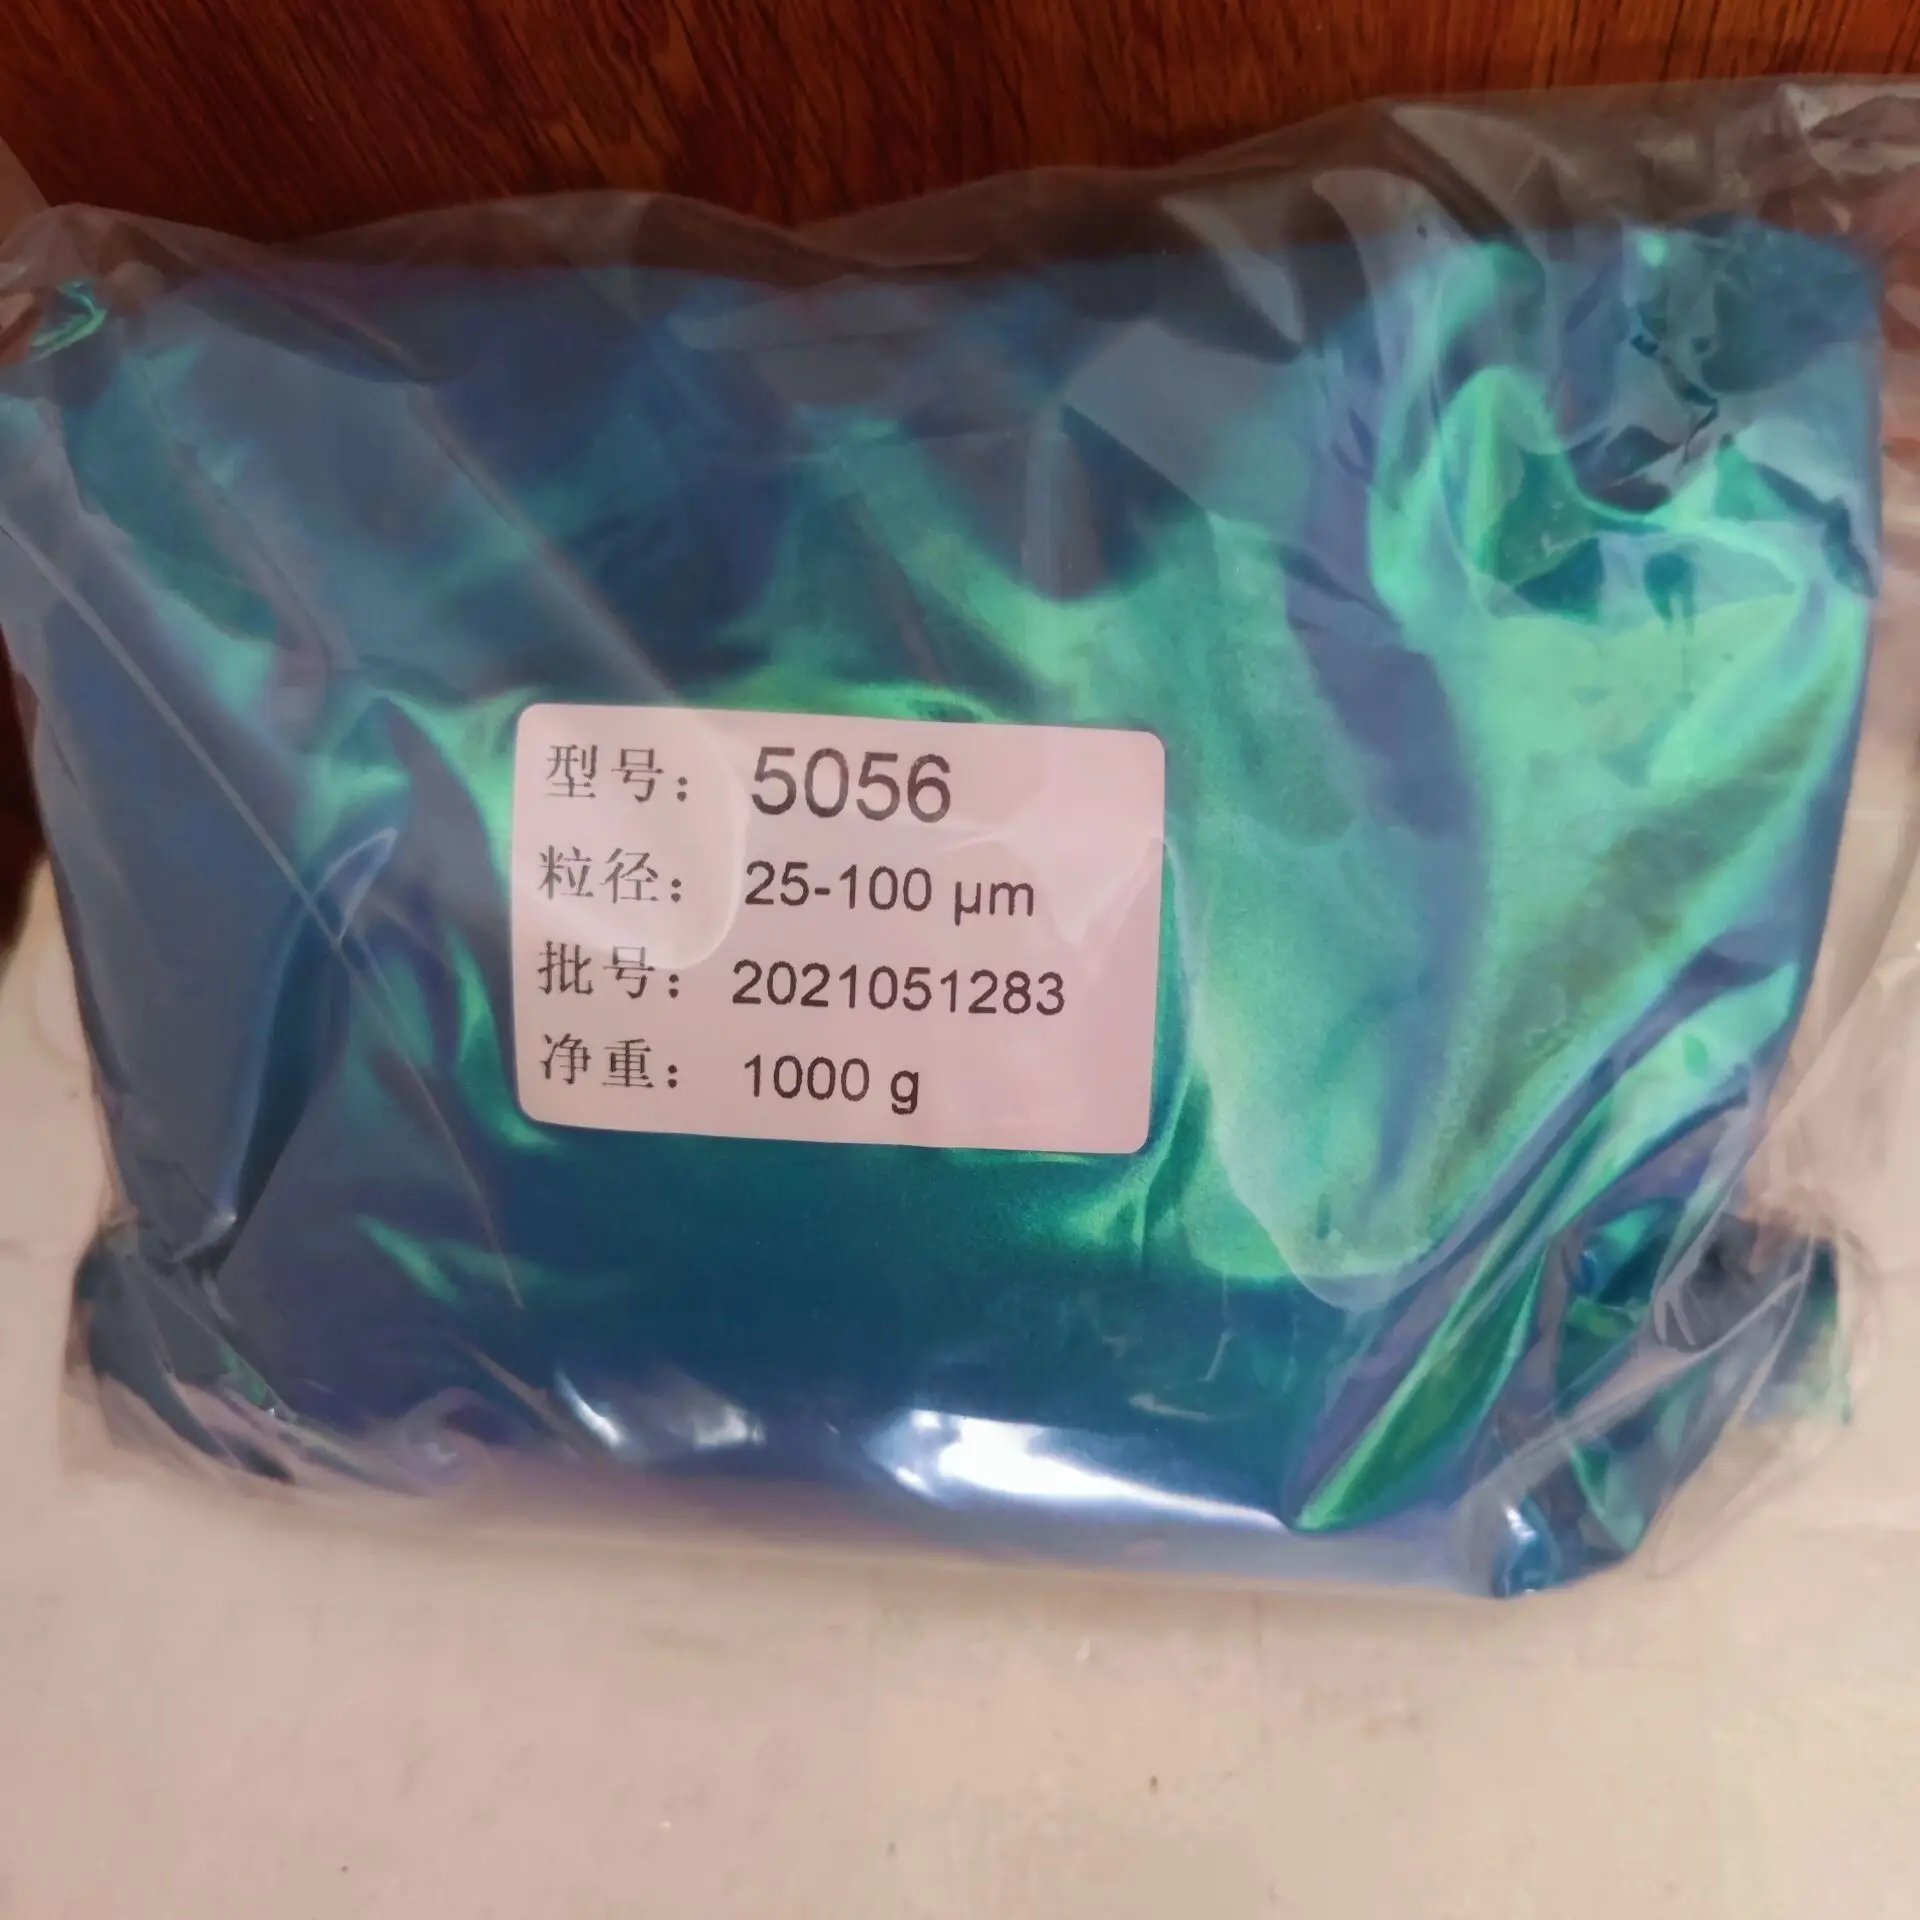 型号： 5056
粒径： 25-100 μm
批号： 2021051283
净重： 1000 g